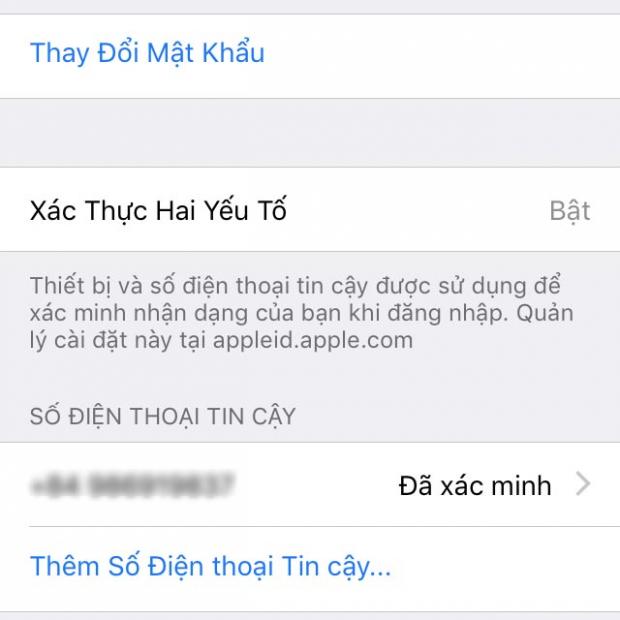 Thay Đổi Mật Khẩu
Xác Thực Hai Yếu Tố
Bật
Thiết bị và số điện thoại tin cậy được sử dụng để
xác minh nhận dạng của bạn khi đăng nhập. Quản
lý cài đặt này tại appleid.apple.com
SỐ ĐIỆN THOẠI TIN CẬY
Đã xác minh
Thêm Số Điện thoại Tin cậy...